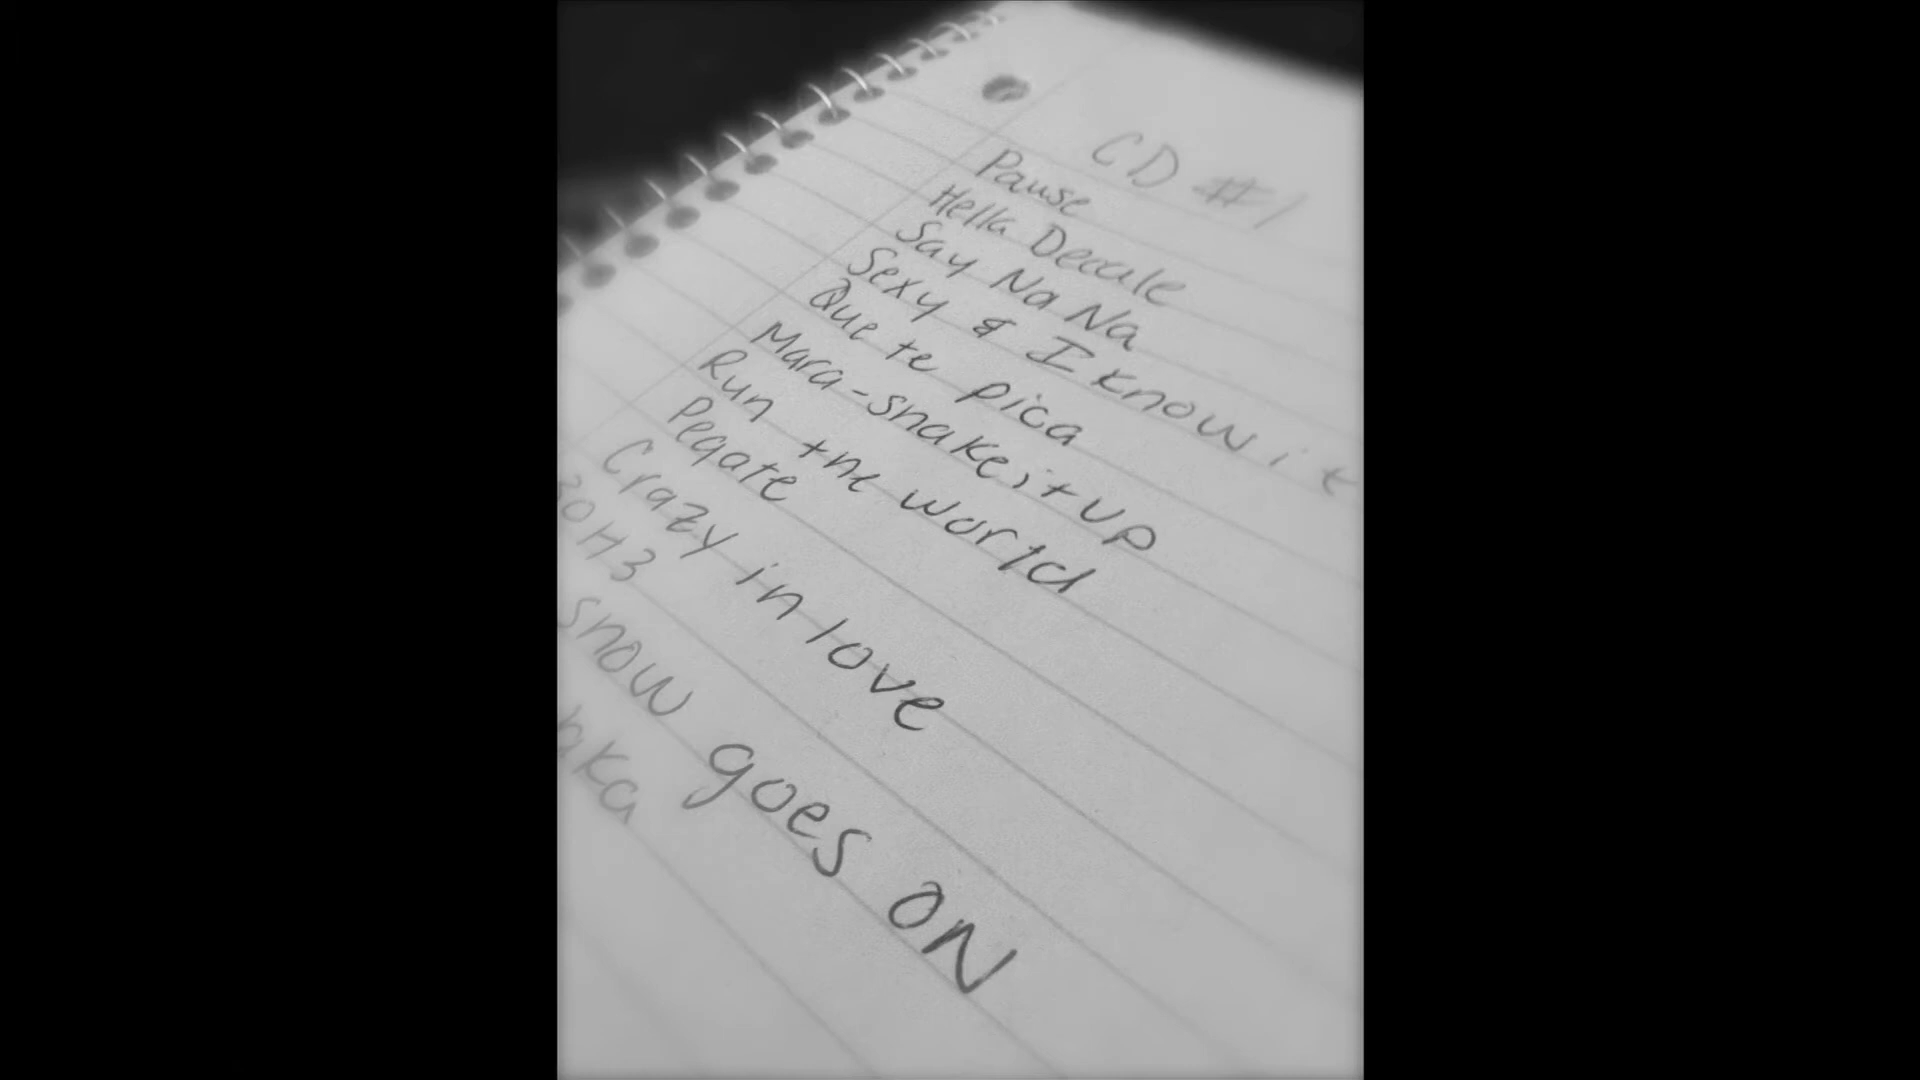 CD #1
Pause
Hella Decale
Say Na Na
Sexy & I know it
Que te pica
Mara-snake it up
Run the world
Pegate
Crazy in love
3OH3
snow goes ON